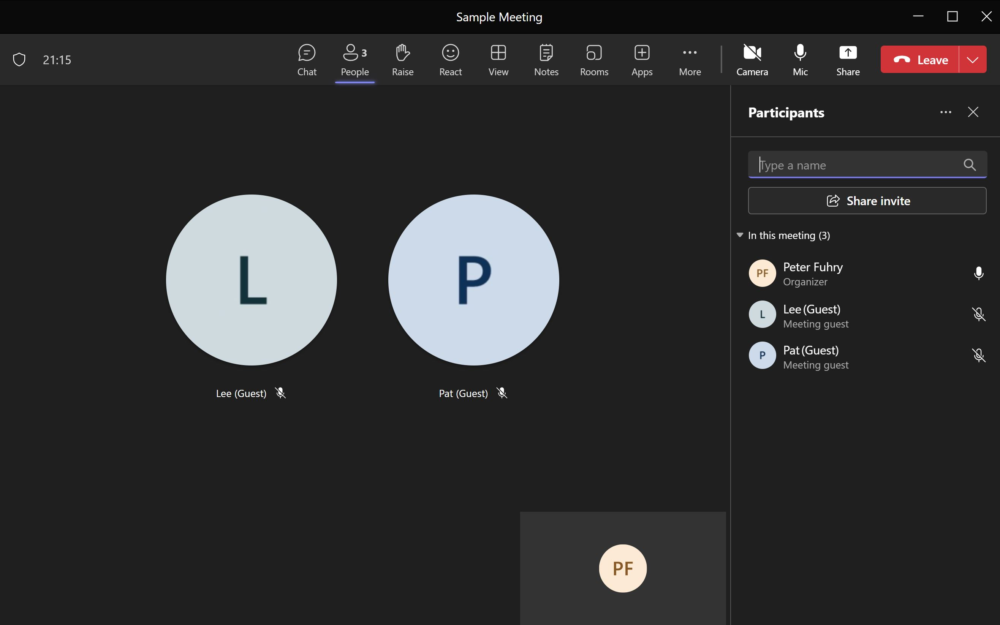 Sample Meeting
21:15
Chat
People 3
Raise
React
View
Notes
Rooms
Apps
More
Camera
Mic
Share
Leave
L
Lee (Guest)
P
Pat (Guest)
PF
Participants
Type a name
Share invite
In this meeting (3)
PF
Peter Fuhry
Organizer
L
Lee (Guest)
Meeting guest
P
Pat (Guest)
Meeting guest